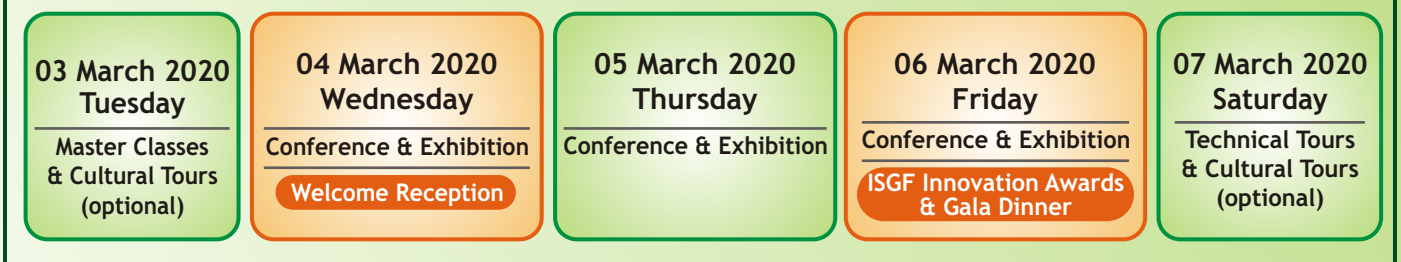 03 March 2020
Tuesday
Master Classes
& Cultural Tours
(optional)
04 March 2020
Wednesday
Conference & Exhibition
Welcome Reception
05 March 2020
Thursday
Conference & Exhibition
06 March 2020
Friday
Conference & Exhibition
ISGF Innovation Awards
& Gala Dinner
07 March 2020
Saturday
Technical Tours
& Cultural Tours
(optional)